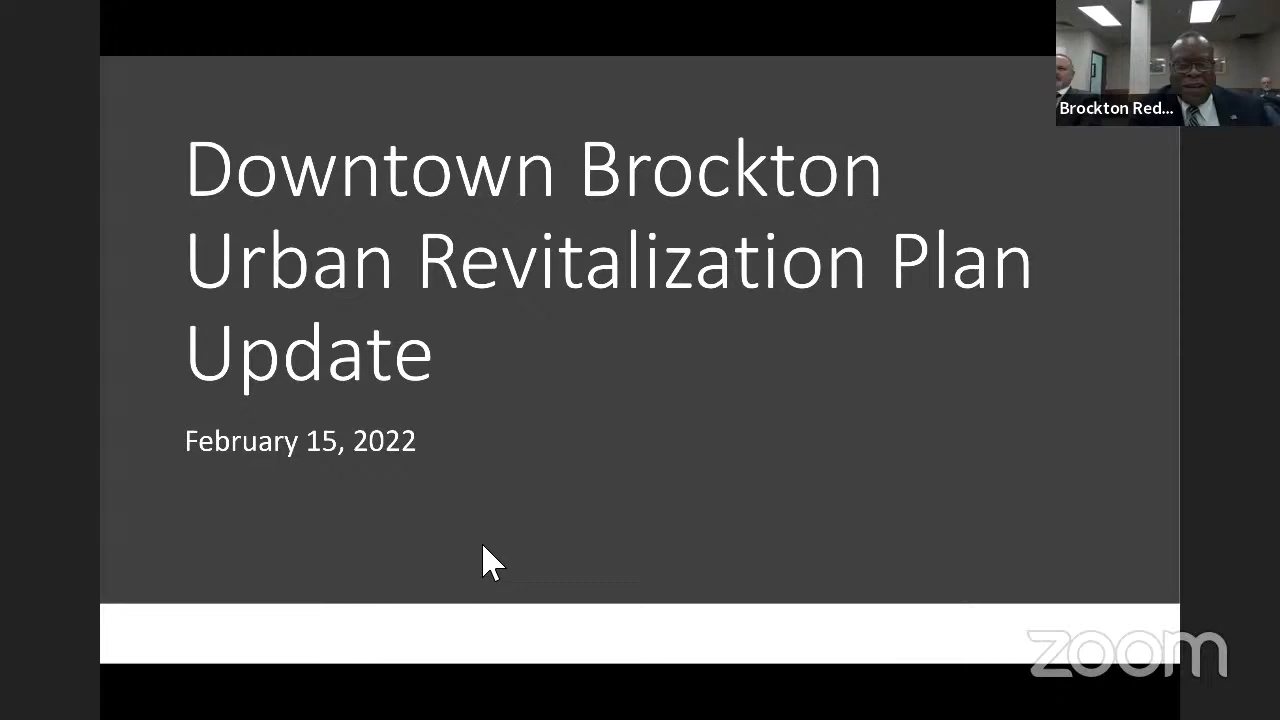 Brockton Red...
Downtown Brockton
Urban Revitalization Plan
Update
February 15, 2022
zoom